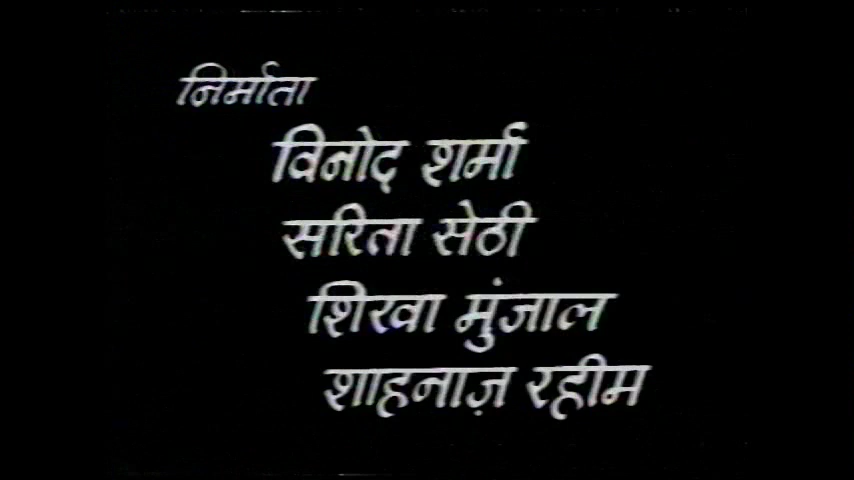 निर्माता
विनोद शर्मा
सरिता सेठी
शिखा मुंजाल
शाहनाज़ रहीम